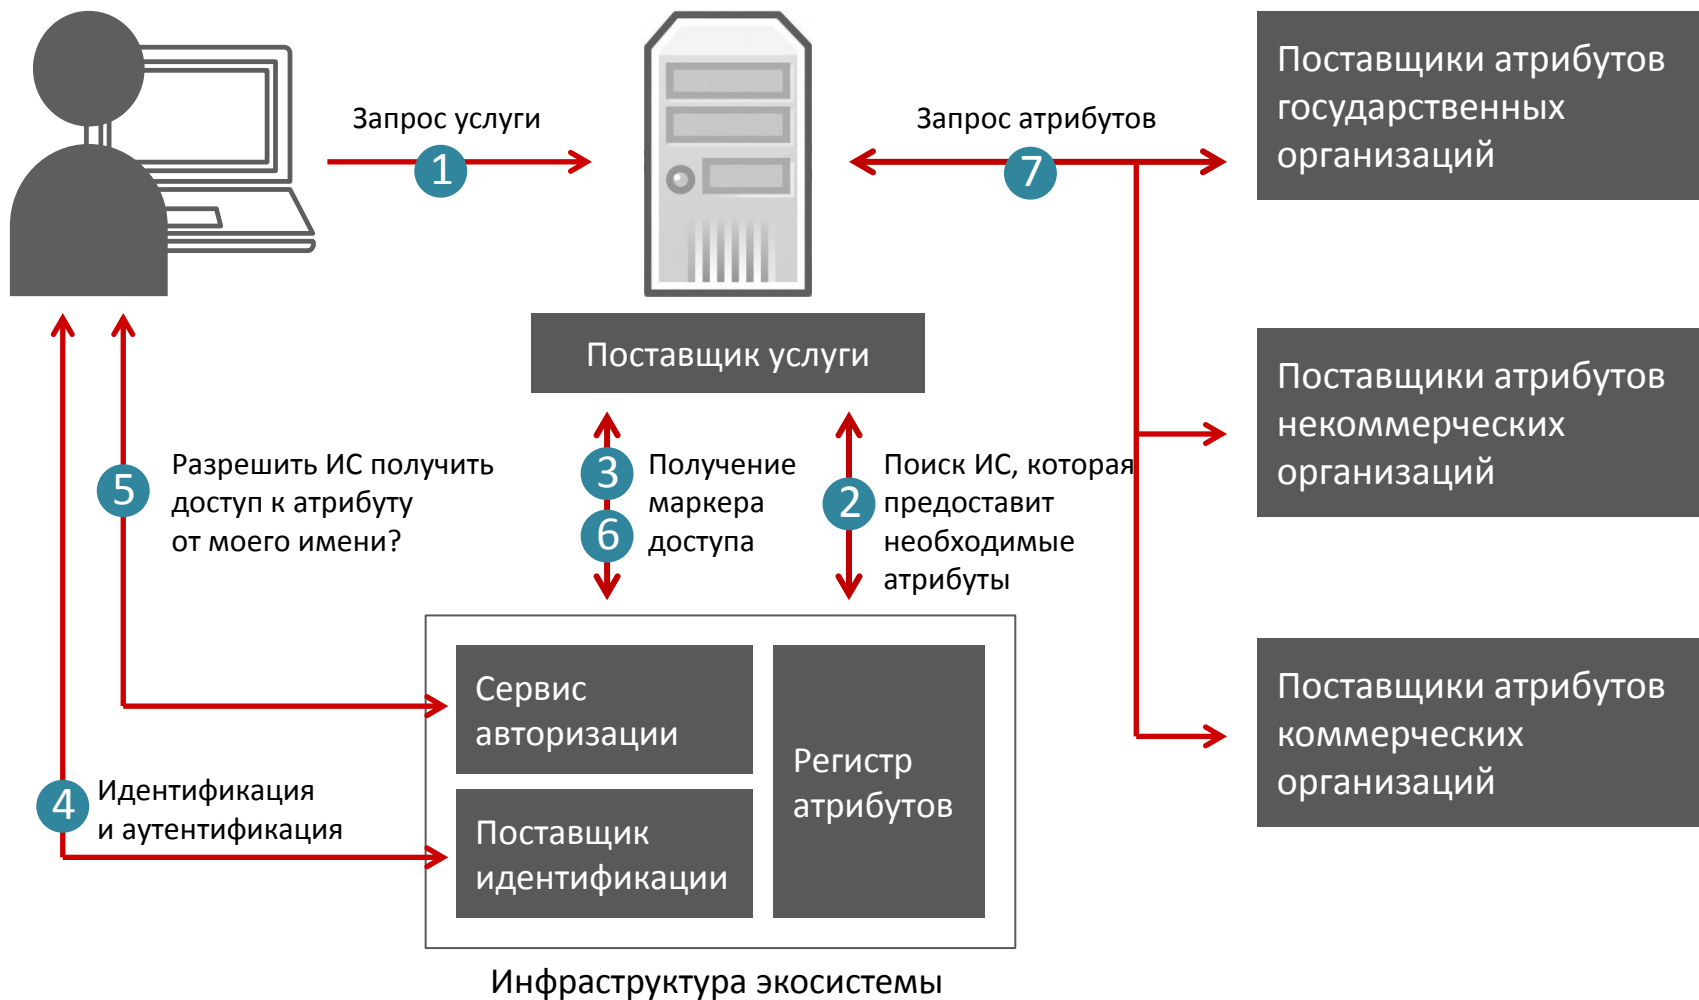 Запрос услуги
1
Запрос атрибутов
7
Поставщики атрибутов
государственных
организаций
Поставщик услуги
Поставщики атрибутов
некоммерческих
организаций
5
Разрешить ИС получить
доступ к атрибуту
от моего имени?
3
6
Получение
маркера
доступа
2
Поиск ИС, которая
предоставит
необходимые
атрибуты
Поставщики атрибутов
коммерческих
организаций
Сервис
авторизации
Регистр
атрибутов
4
Идентификация
и аутентификация
Поставщик
идентификации
Инфраструктура экосистемы